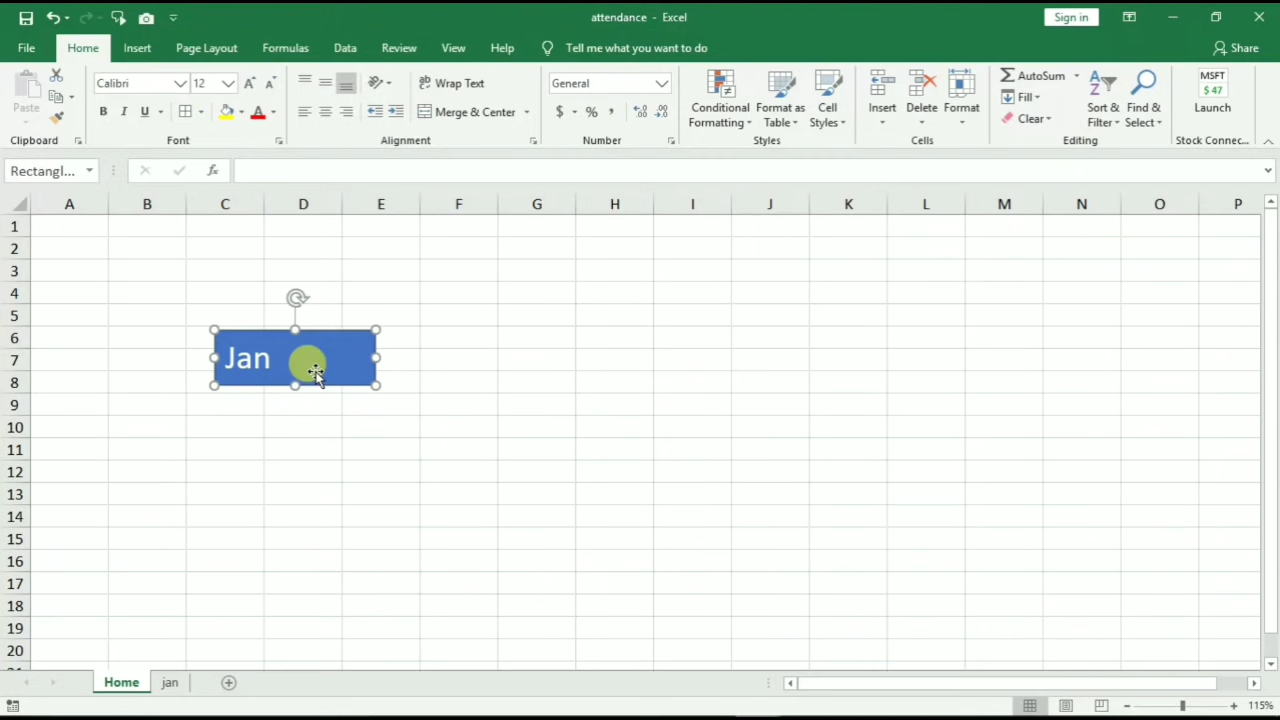 attendance - Excel
Sign in
File Home Insert Page Layout Formulas Data Review View Help Tell me what you want to do Share
Paste
Calibri 12
B I U A
Wrap Text
Merge & Center
General
$ % ,
Conditional Formatting
Format as Table
Cell Styles
Insert
Delete
Format
AutoSum
Fill
Clear
Sort & Filter
Find & Select
MSFT
$ 47
Launch
Clipboard Font Alignment Number Styles Cells Editing Stock Connec...
Rectangl... fx
A B C D E F G H I J K L M N O P
1
2
3
4
5
6
7
8
9
10
11
12
13
14
15
16
17
18
19
20
Jan
Home jan
115%